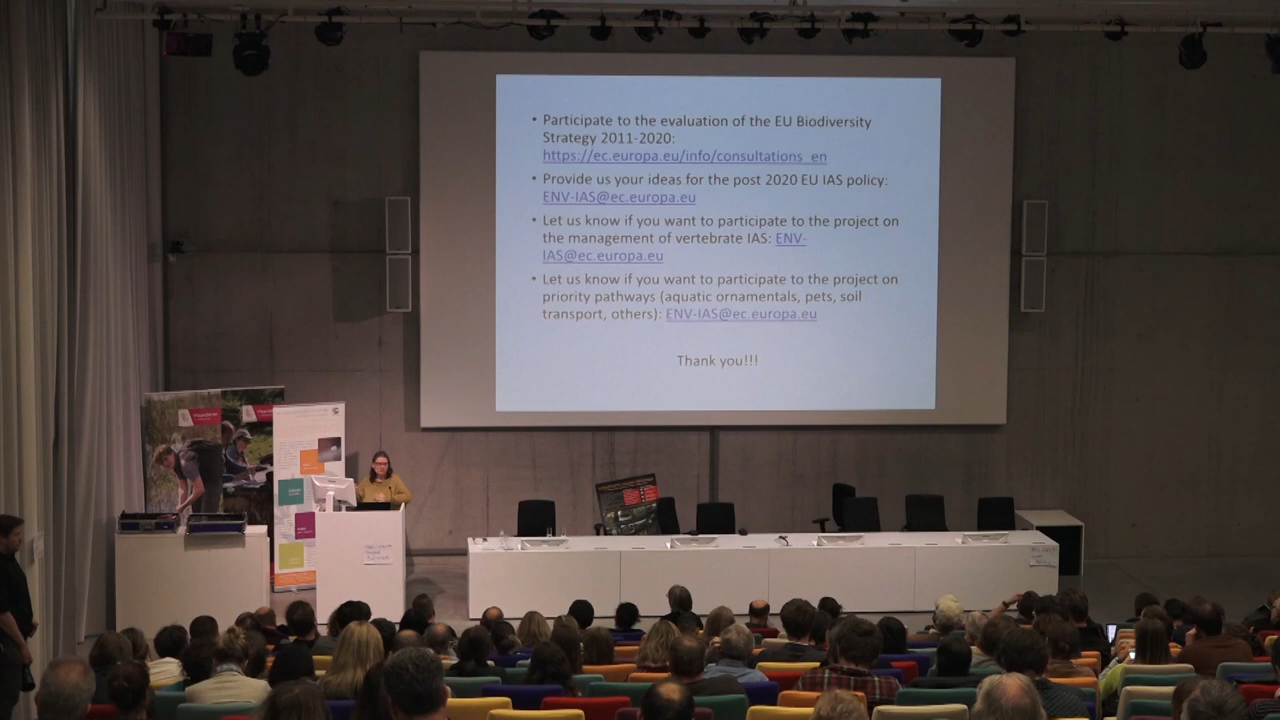 • Participate to the evaluation of the EU Biodiversity
Strategy 2011-2020:
https://ec.europa.eu/info/consultations_en
• Provide us your ideas for the post 2020 EU IAS policy:
ENV-IAS@ec.europa.eu
• Let us know if you want to participate to the project on
the management of vertebrate IAS: ENV-
IAS@ec.europa.eu
• Let us know if you want to participate to the project on
priority pathways (aquatic ornamentals, pets, soil
transport, others): ENV-IAS@ec.europa.eu
Thank you!!!